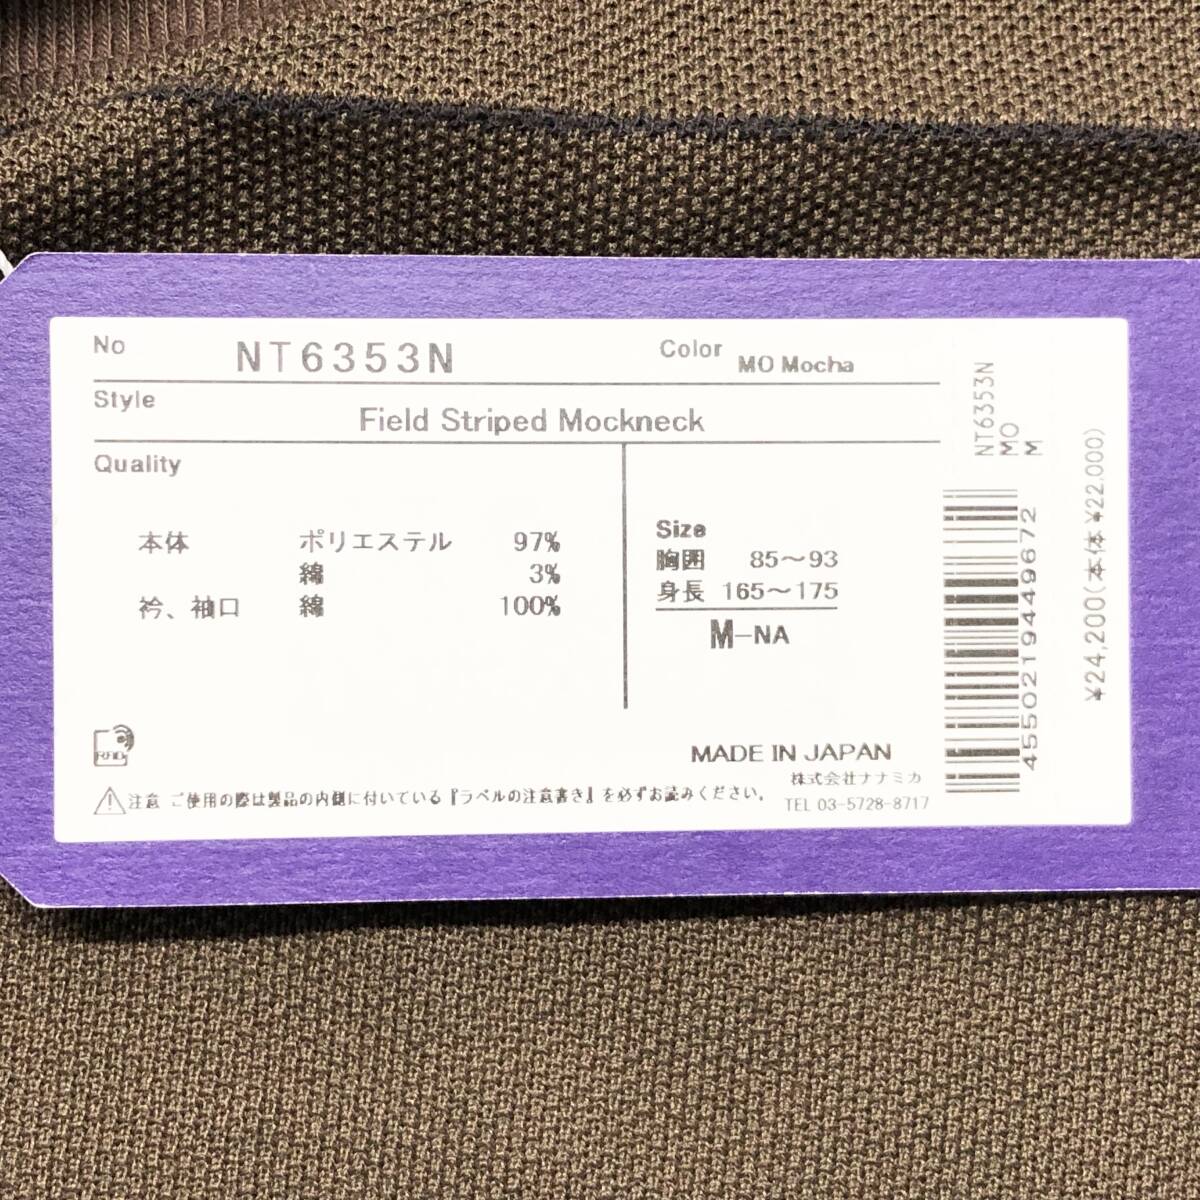 No NT6353N Color MO Mocha
Style Field Striped Mockneck
Quality
本体 ポリエステル 97%
綿 3%
衿、袖口 綿 100%
Size
胸囲 85〜93
身長 165〜175
M-NA
MADE IN JAPAN
株式会社ナナミカ
TEL 03-5728-8717
注意 ご使用の際は製品の内側に付いている『ラベルの注意書き』を必ずお読みください。
NT6353N
MO
M
4550219449672
¥24,200(本体 ¥22,000)